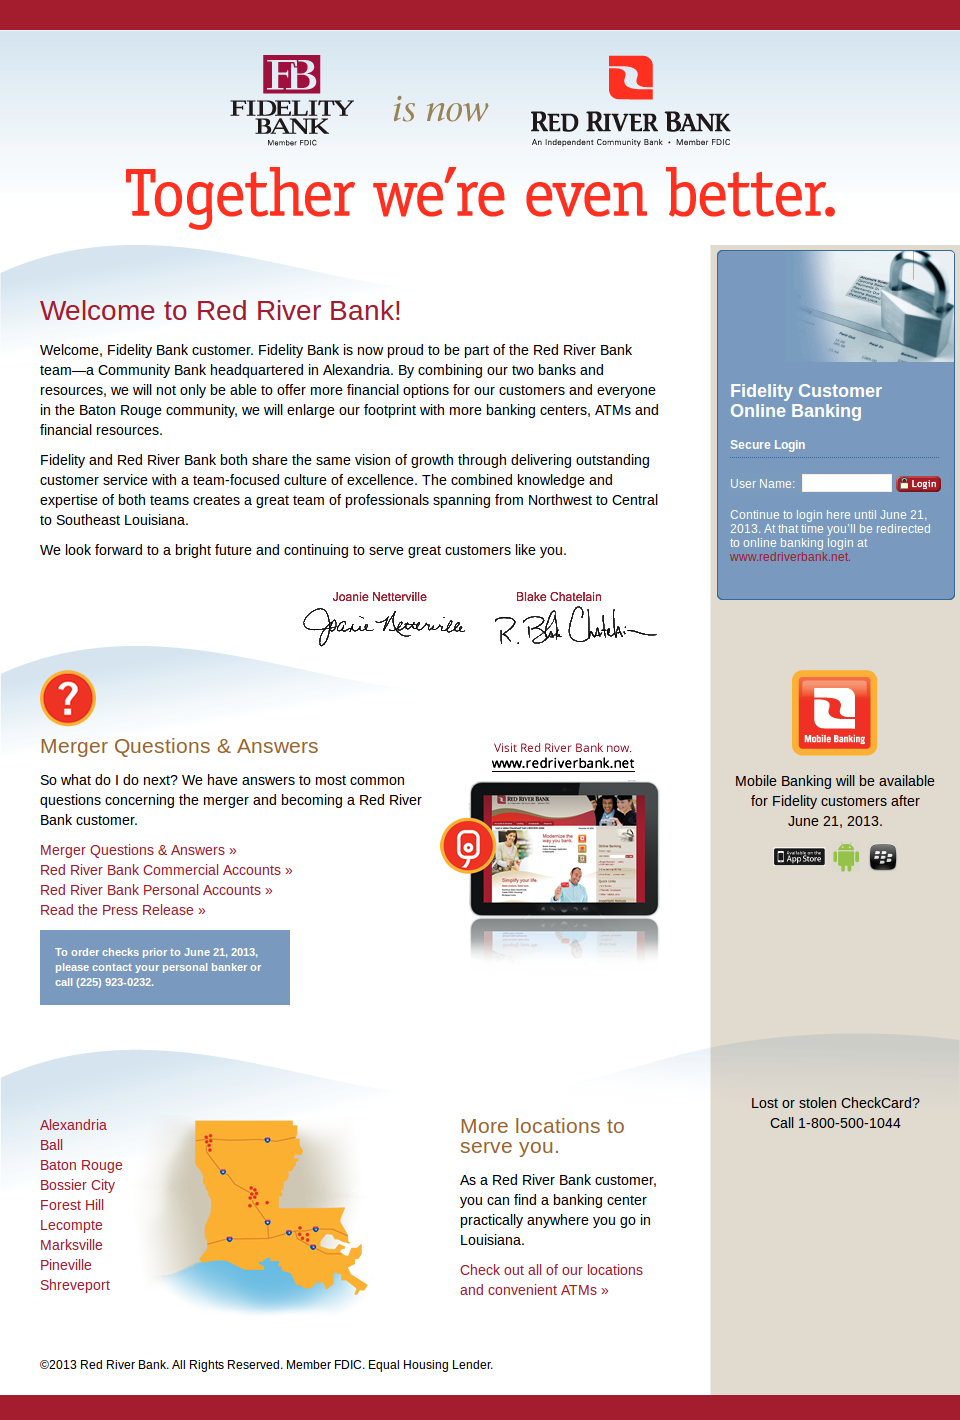 FB
FIDELITY
BANK
Member FDIC
is now
RED RIVER BANK
An Independent Community Bank • Member FDIC
Together we're even better.
Welcome to Red River Bank!
Welcome, Fidelity Bank customer. Fidelity Bank is now proud to be part of the Red River Bank
team—a Community Bank headquartered in Alexandria. By combining our two banks and
resources, we will not only be able to offer more financial options for our customers and everyone
in the Baton Rouge community, we will enlarge our footprint with more banking centers, ATMs and
financial resources.
Fidelity and Red River Bank both share the same vision of growth through delivering outstanding
customer service with a team-focused culture of excellence. The combined knowledge and
expertise of both teams creates a great team of professionals spanning from Northwest to Central
to Southeast Louisiana.
We look forward to a bright future and continuing to serve great customers like you.
Joanie Netterville
Blake Chatelain
Joanie Netterville
R. Blake Chatelain
Fidelity Customer
Online Banking
Secure Login
User Name:
Login
Continue to login here until June 21,
2013. At that time you'll be redirected
to online banking login at
www.redriverbank.net.
?
Merger Questions & Answers
So what do I do next? We have answers to most common
questions concerning the merger and becoming a Red River
Bank customer.
Merger Questions & Answers »
Red River Bank Commercial Accounts »
Red River Bank Personal Accounts »
Read the Press Release »
To order checks prior to June 21, 2013,
please contact your personal banker or
call (225) 923-0232.
Visit Red River Bank now.
www.redriverbank.net
RED RIVER BANK
Modernize the
way you bank.
Simplify your life.
Mobile Banking
Mobile Banking will be available
for Fidelity customers after
June 21, 2013.
Available on the
App Store
Alexandria
Ball
Baton Rouge
Bossier City
Forest Hill
Lecompte
Marksville
Pineville
Shreveport
More locations to
serve you.
As a Red River Bank customer,
you can find a banking center
practically anywhere you go in
Louisiana.
Check out all of our locations
and convenient ATMs »
Lost or stolen CheckCard?
Call 1-800-500-1044
©2013 Red River Bank. All Rights Reserved. Member FDIC. Equal Housing Lender.